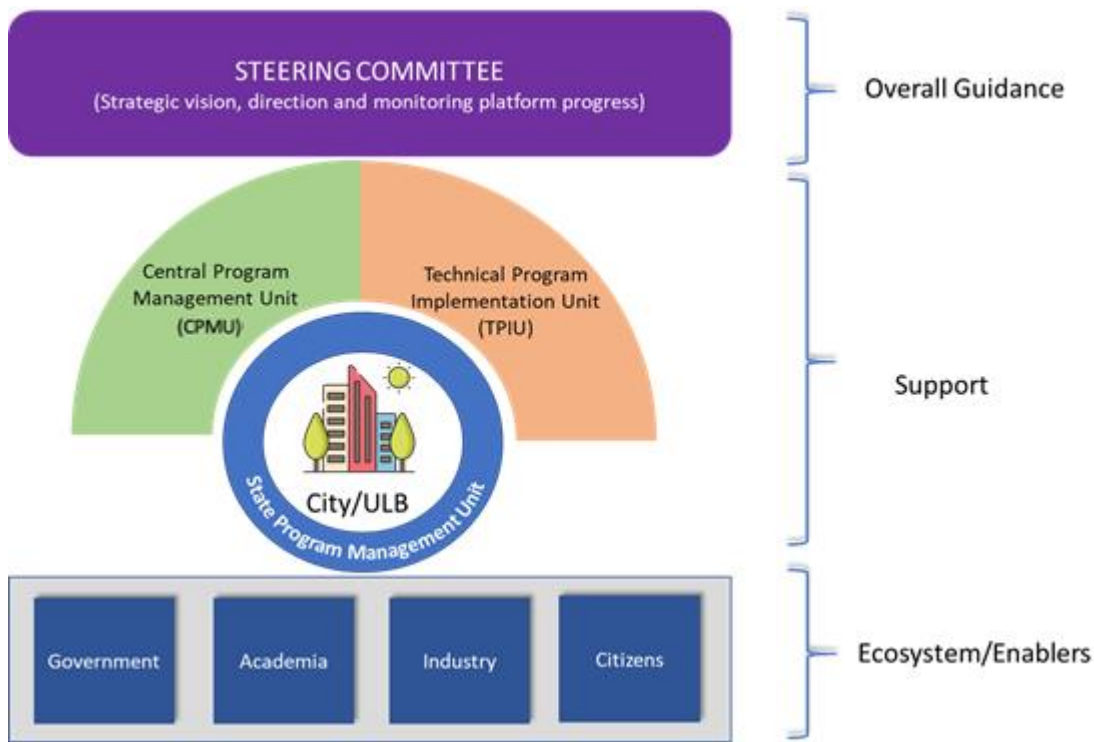 STEERING COMMITTEE
(Strategic vision, direction and monitoring platform progress)
Overall Guidance
Central Program
Management Unit
(CPMU)
Technical Program
Implementation Unit
(TPIU)
Support
City/ULB
State Program Management Unit
Government
Academia
Industry
Citizens
Ecosystem/Enablers